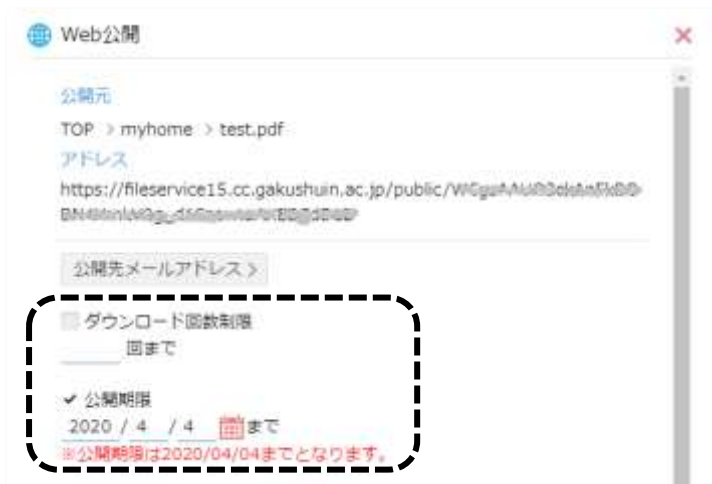 Web公開
公開元
TOP > myhome > test.pdf
アドレス
https://fileservice15.cc.gakushuin.ac.jp/public/
公開先メールアドレス >
ダウンロード回数制限
回まで
公開期限
2020 / 4 / 4 まで
※公開期限は2020/04/04までとなります。